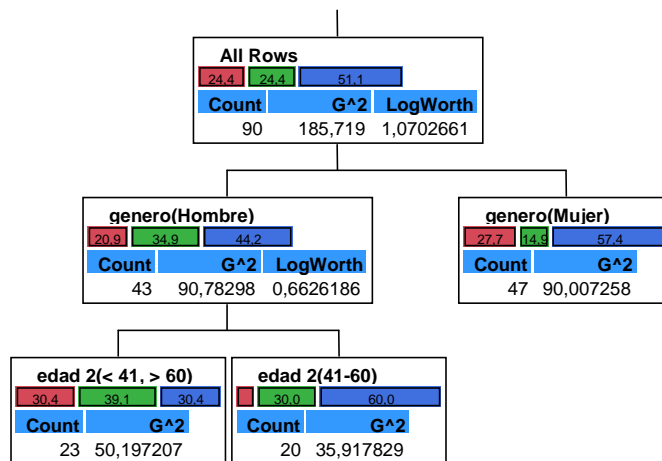 All Rows
24,4 24,4 51,1
Count G^2 LogWorth
90 185,719 1,0702661
genero(Hombre)
20,9 34,9 44,2
Count G^2 LogWorth
43 90,78298 0,6626186
genero(Mujer)
27,7 14,9 57,4
Count G^2
47 90,007258
edad 2(< 41, > 60)
30,4 39,1 30,4
Count G^2
23 50,197207
edad 2(41-60)
30,0 60,0
Count G^2
20 35,917829